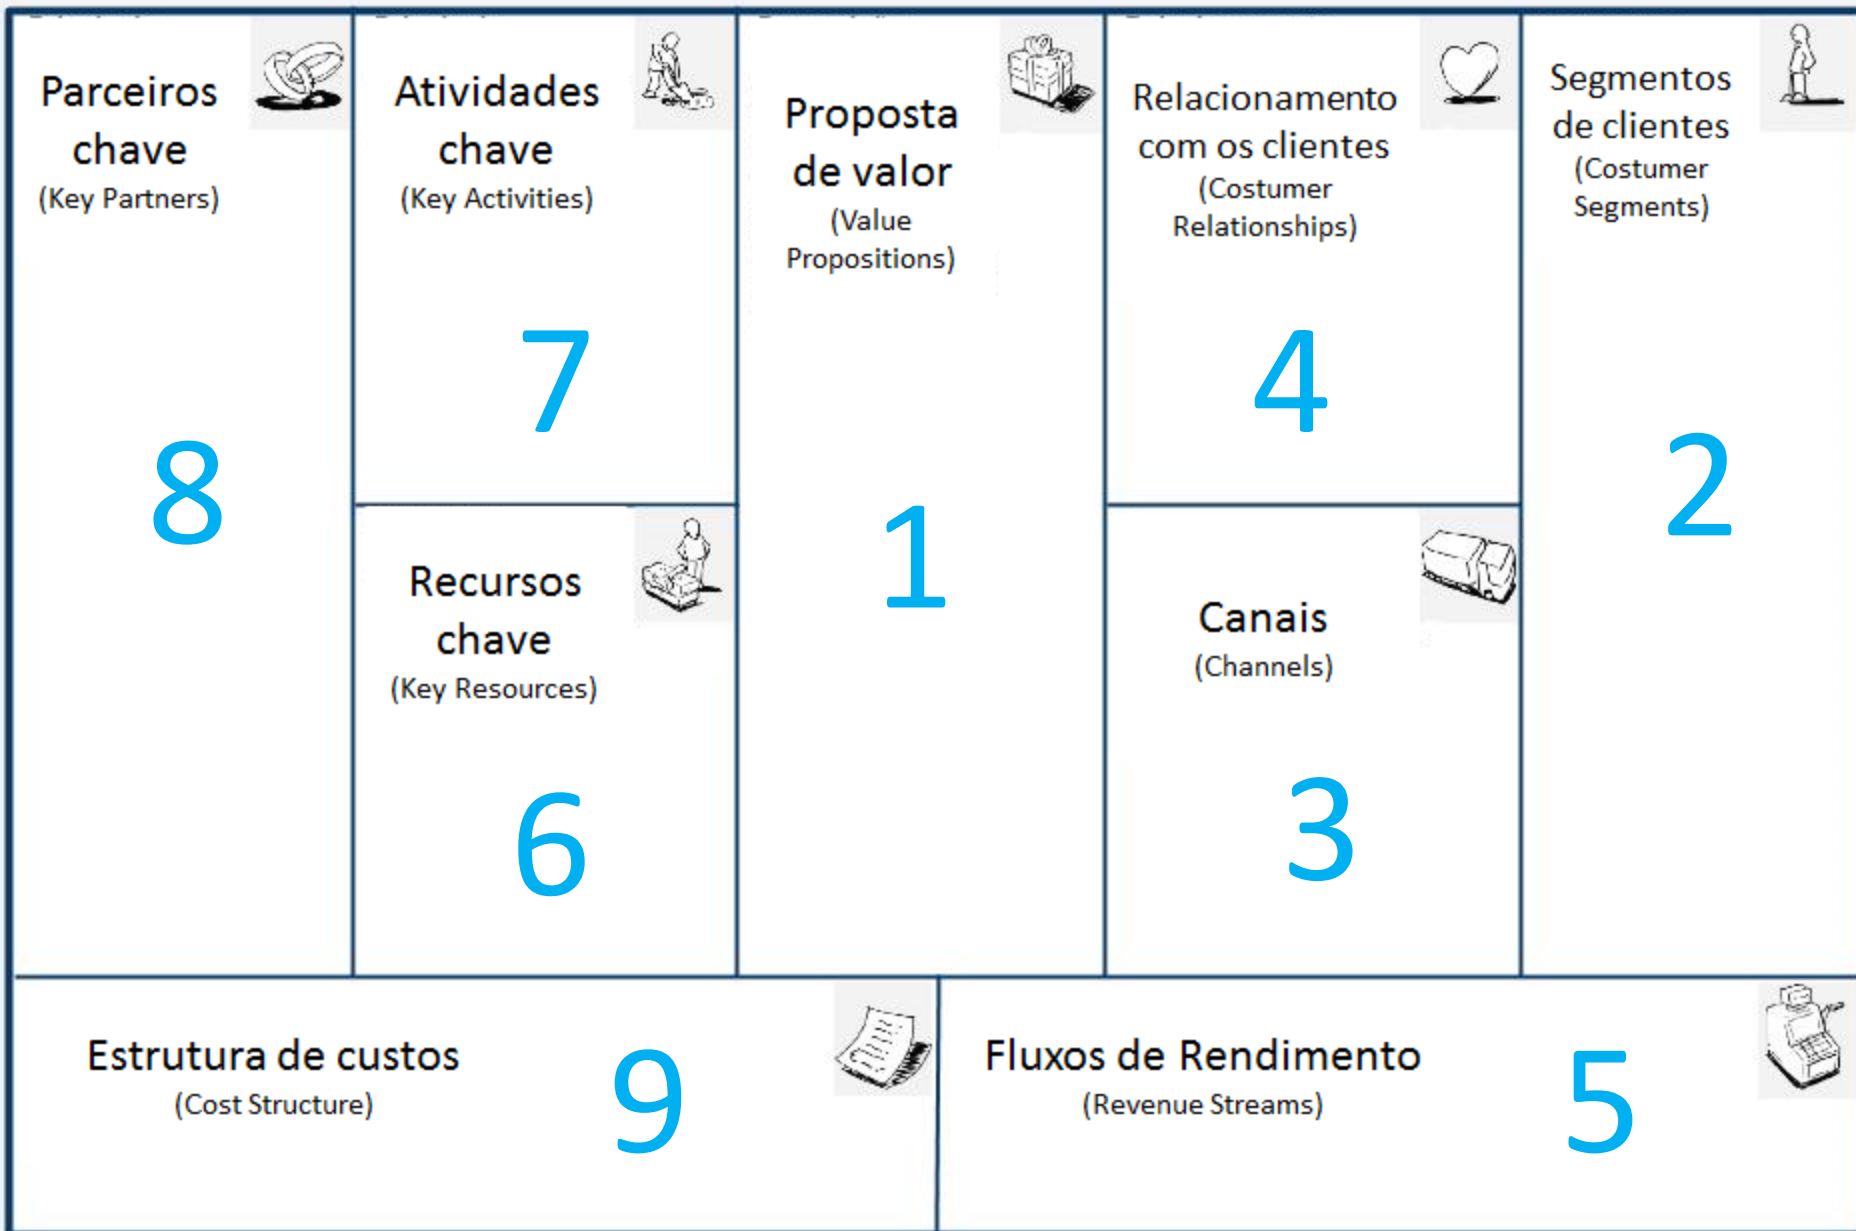 Parceiros
chave
(Key Partners)
8
Atividades
chave
(Key Activities)
7
Recursos
chave
(Key Resources)
6
Proposta
de valor
(Value
Propositions)
1
Relacionamento
com os clientes
(Costumer
Relationships)
4
Canais
(Channels)
3
Segmentos
de clientes
(Costumer
Segments)
2
Estrutura de custos
(Cost Structure)
9
Fluxos de Rendimento
(Revenue Streams)
5